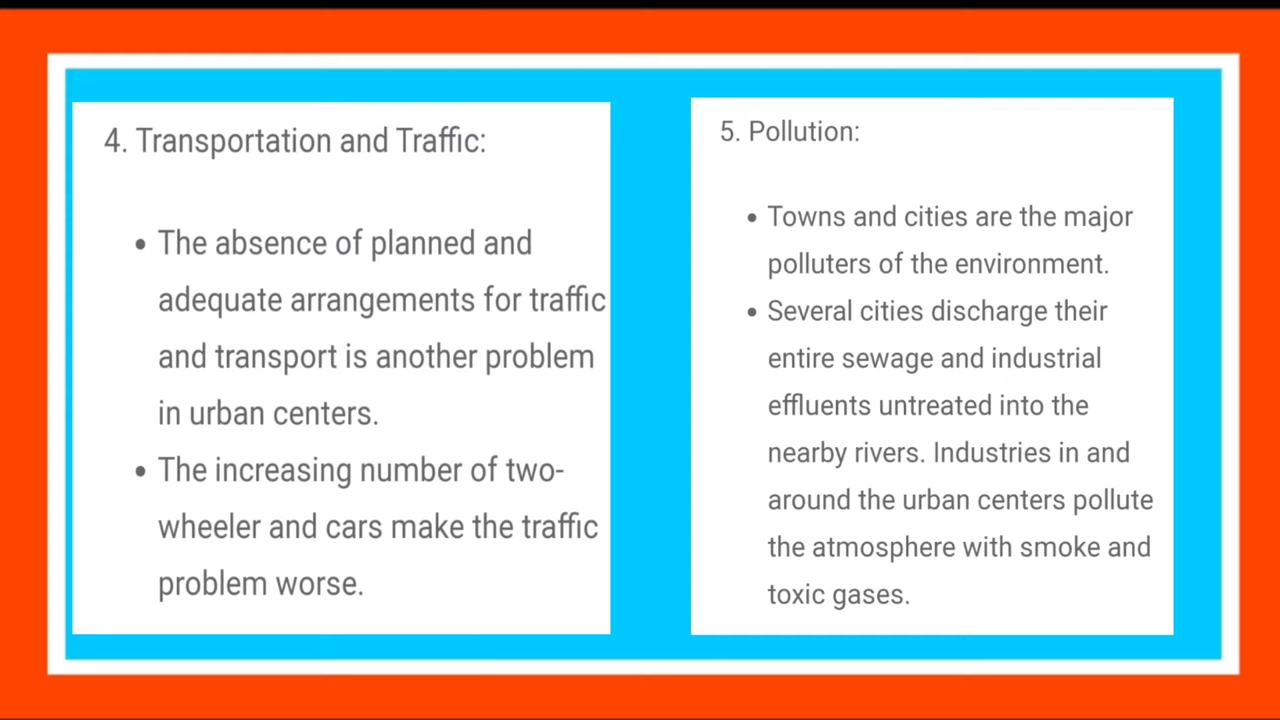 4. Transportation and Traffic:
• The absence of planned and
adequate arrangements for traffic
and transport is another problem
in urban centers.
• The increasing number of two-
wheeler and cars make the traffic
problem worse.
5. Pollution:
• Towns and cities are the major
polluters of the environment.
• Several cities discharge their
entire sewage and industrial
effluents untreated into the
nearby rivers. Industries in and
around the urban centers pollute
the atmosphere with smoke and
toxic gases.